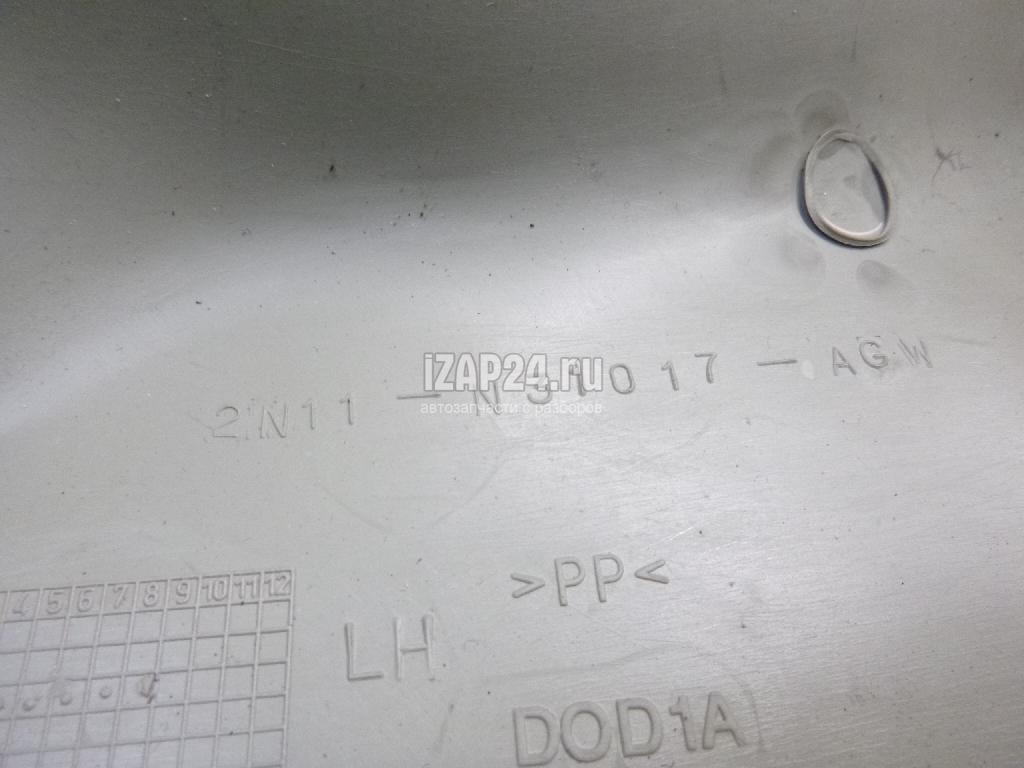 iZAP24.ru
автозапчасти с разборов
2N11 - N31017 - AGW
>PP<
4 5 6 7 8 9 10 11 12
LH
DOD1A